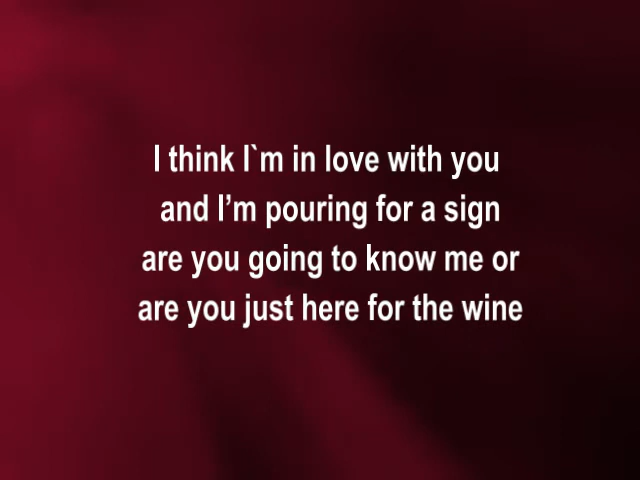 I think I`m in love with you
and I’m pouring for a sign
are you going to know me or
are you just here for the wine